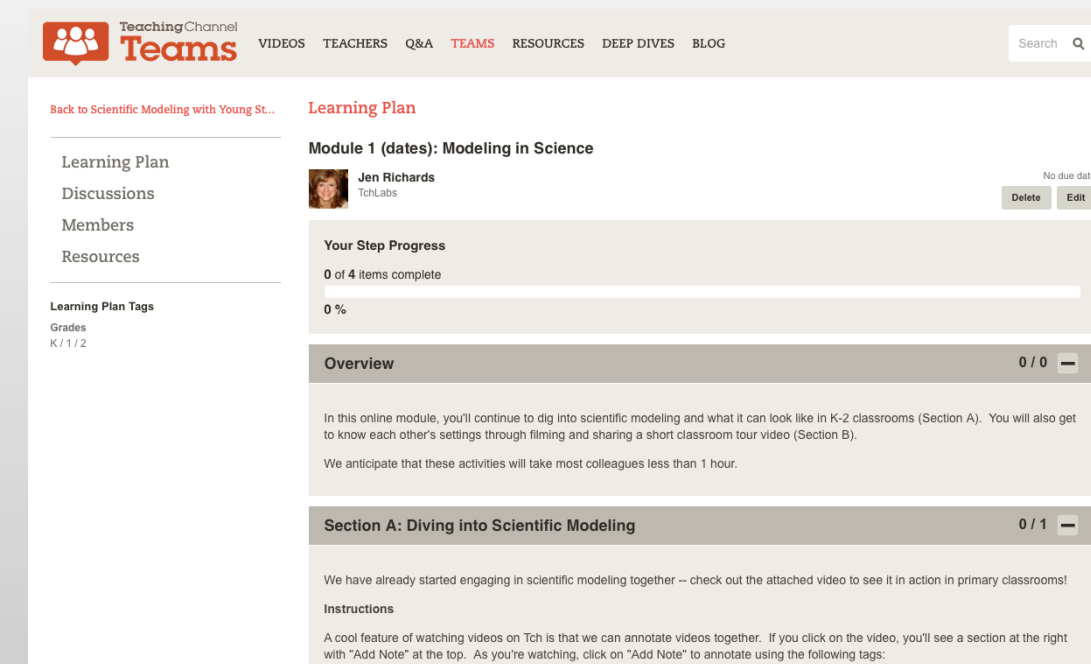 TeachingChannel
Teams
VIDEOS TEACHERS Q&A TEAMS RESOURCES DEEP DIVES BLOG
Search
Back to Scientific Modeling with Young St...
Learning Plan
Discussions
Members
Resources
Learning Plan Tags
Grades
K / 1 / 2
Learning Plan
Module 1 (dates): Modeling in Science
Jen Richards
TchLabs
No due dat
Delete Edit
Your Step Progress
0 of 4 items complete
0 %
Overview 0 / 0
In this online module, you'll continue to dig into scientific modeling and what it can look like in K-2 classrooms (Section A). You will also get
to know each other's settings through filming and sharing a short classroom tour video (Section B).
We anticipate that these activities will take most colleagues less than 1 hour.
Section A: Diving into Scientific Modeling 0 / 1
We have already started engaging in scientific modeling together -- check out the attached video to see it in action in primary classrooms!
Instructions
A cool feature of watching videos on Tch is that we can annotate videos together. If you click on the video, you'll see a section at the right
with "Add Note" at the top. As you're watching, click on "Add Note" to annotate using the following tags: